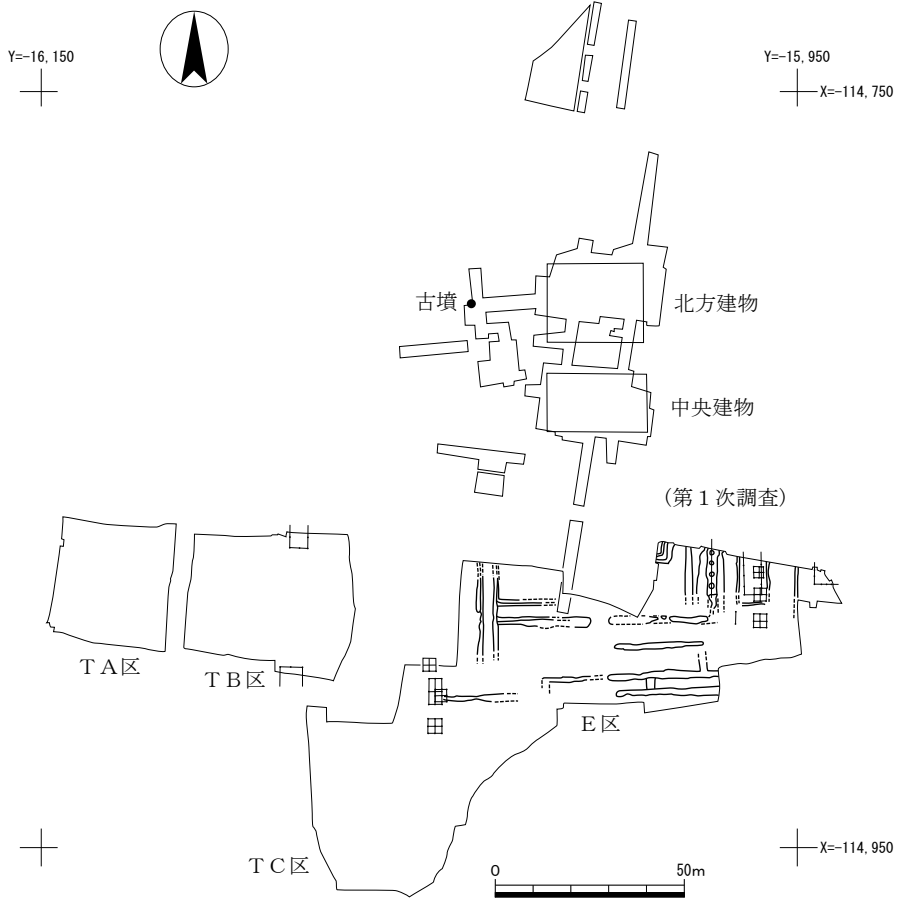 Y=-16,150
Y=-15,950
X=-114,750
古墳
北方建物
中央建物
（第１次調査）
ＴＡ区
ＴＢ区
Ｅ区
X=-114,950
ＴＣ区
0
50m